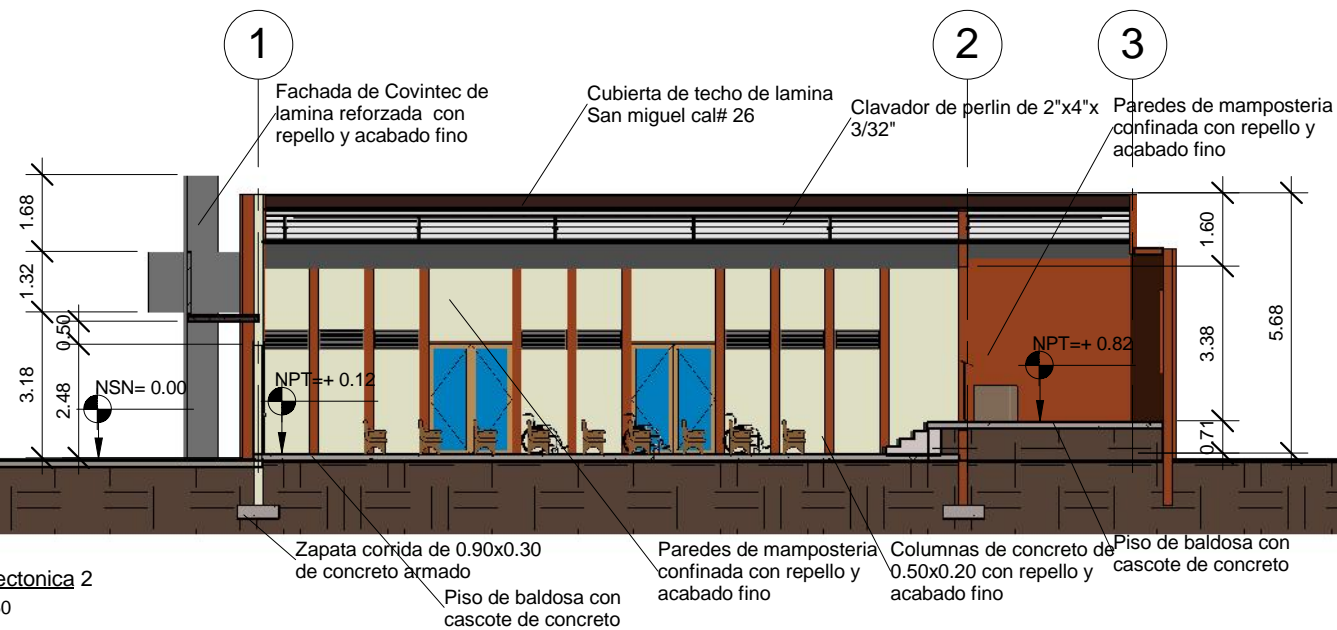 1
2
3
Fachada de Covintec de
lamina reforzada con
repello y acabado fino
Cubierta de techo de lamina
San miguel cal# 26
Clavador de perlin de 2"x4"x
3/32"
Paredes de mamposteria
confinada con repello y
acabado fino
1.68
1.32
0.50
3.18
2.48
NSN= 0.00
NPT=+ 0.12
NPT=+ 0.82
1.60
3.38
0.71
5.68
Zapata corrida de 0.90x0.30
de concreto armado
Piso de baldosa con
cascote de concreto
Paredes de mamposteria
confinada con repello y
acabado fino
Columnas de concreto de
0.50x0.20 con repello y
acabado fino
Piso de baldosa con
cascote de concreto
ectonica 2
0